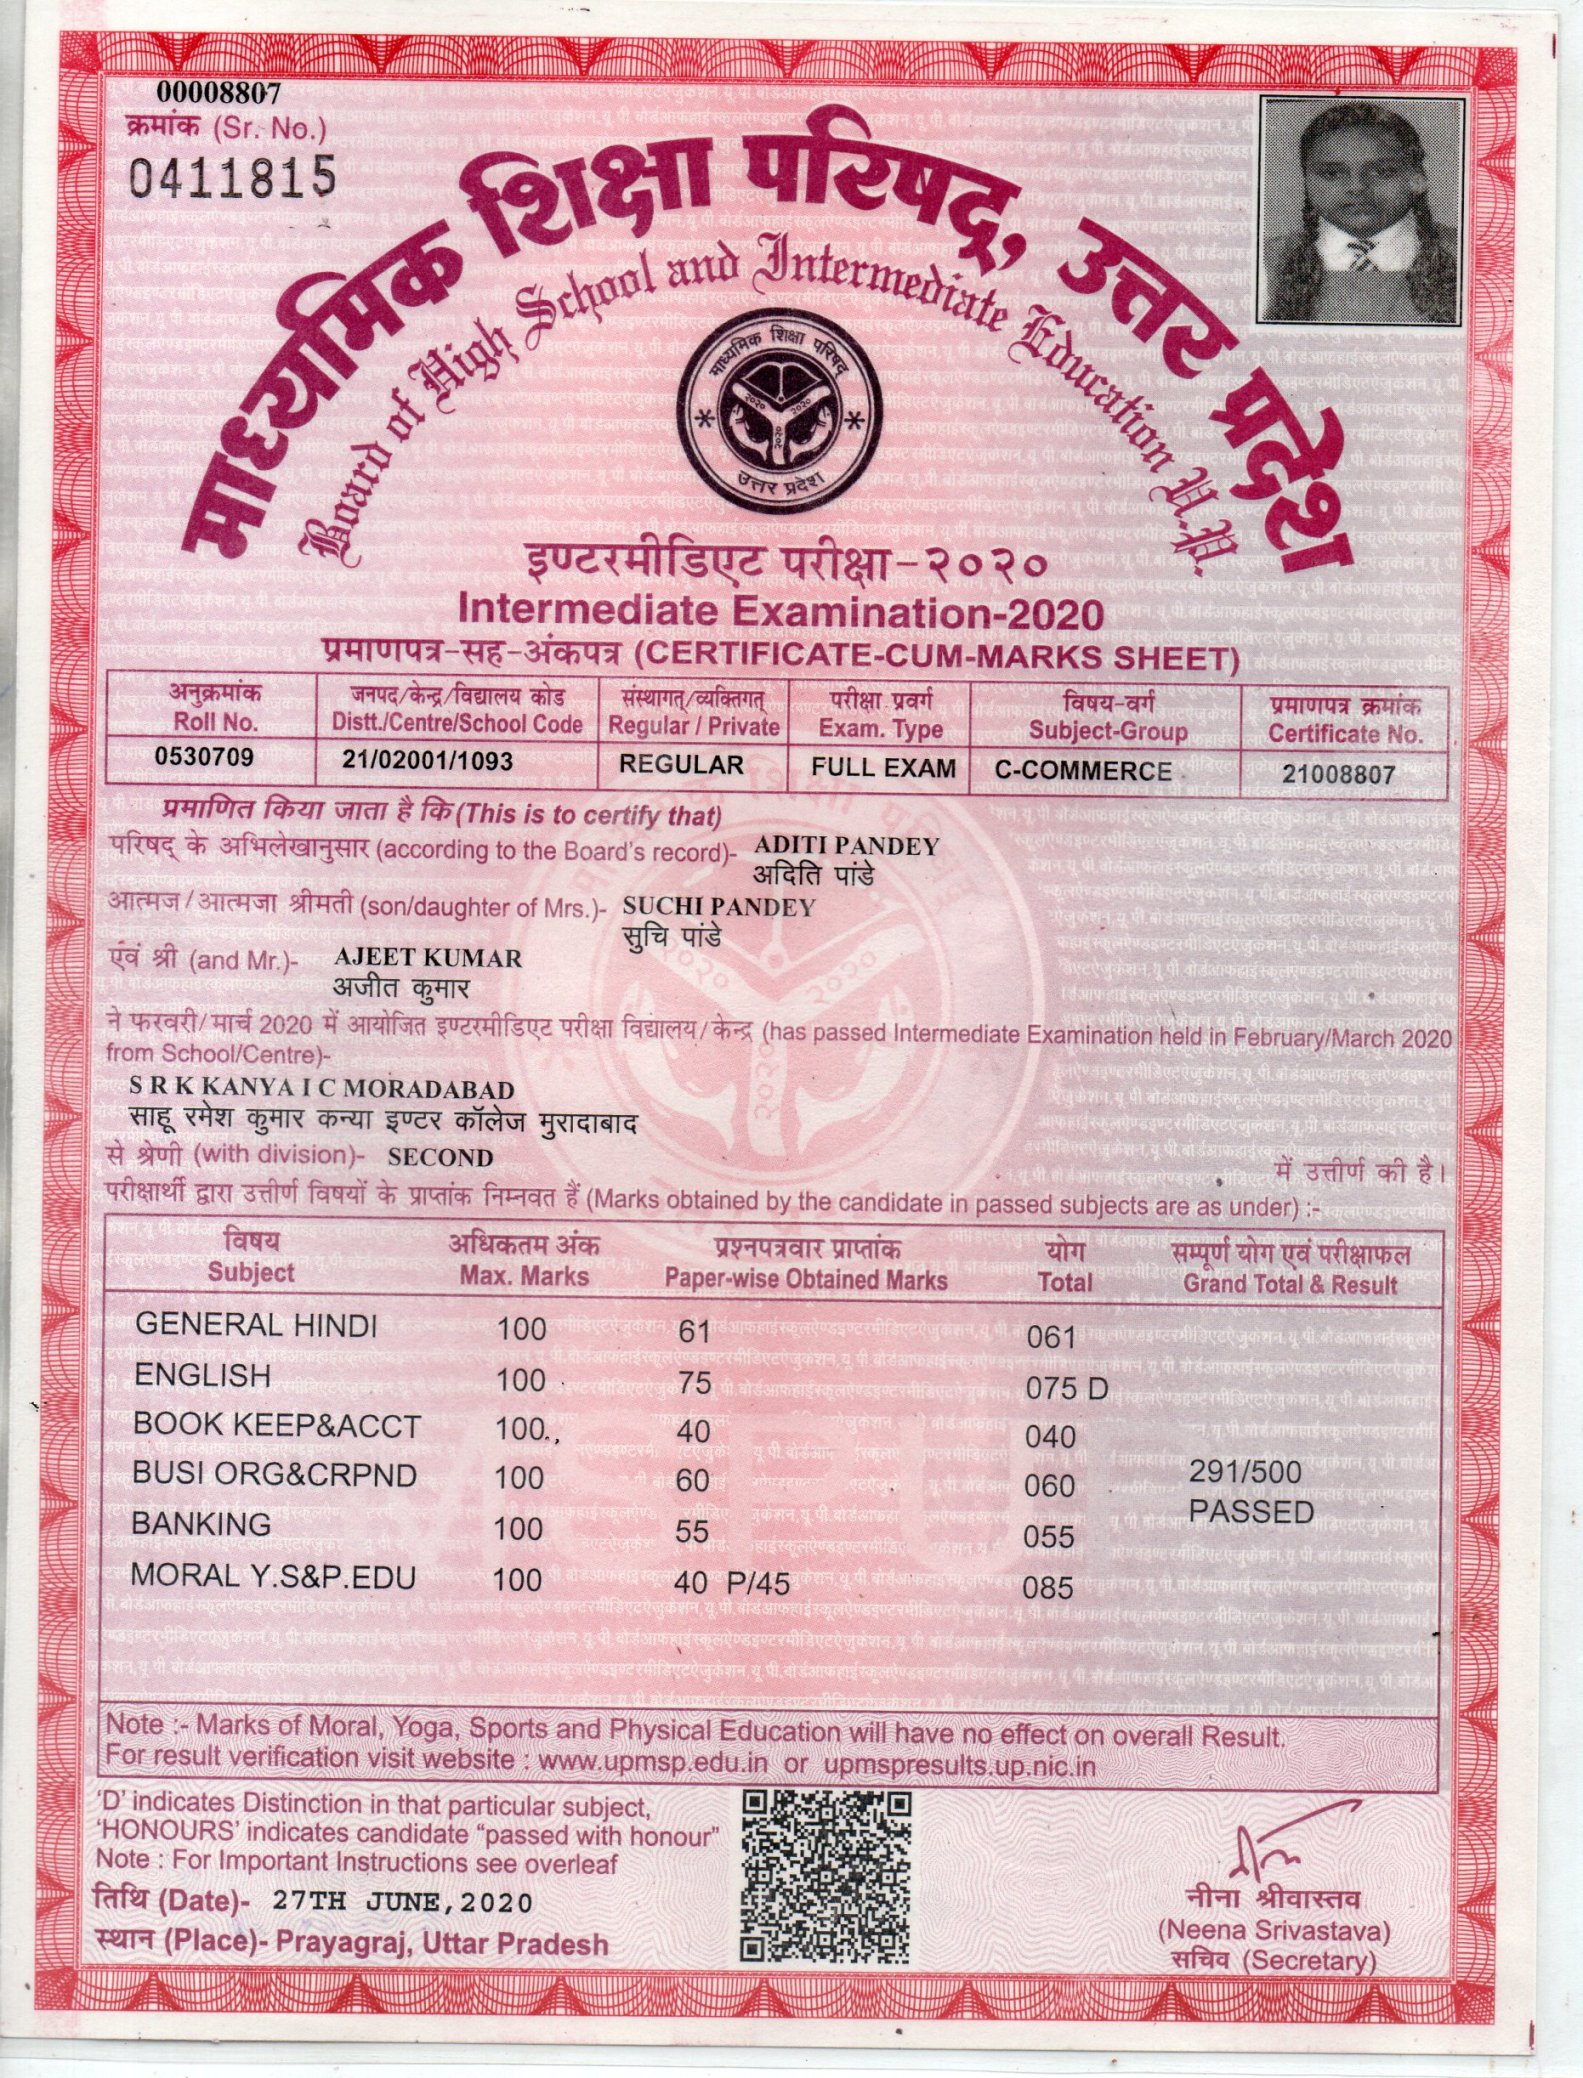 00008807
क्रमांक (Sr. No.)
0411815
माध्यमिक शिक्षा परिषद्, उत्तर प्रदेश
Board of High School and Intermediate Education U.P.
माध्यमिक शिक्षा परिषद्
२०२० २०२०
२०२०
उत्तर प्रदेश
इण्टरमीडिएट परीक्षा-२०२०
Intermediate Examination-2020
प्रमाणपत्र-सह-अंकपत्र (CERTIFICATE-CUM-MARKS SHEET)
अनुक्रमांक जनपद/केन्द्र/विद्यालय कोड संस्थागत्/व्यक्तिगत् परीक्षा प्रवर्ग विषय-वर्ग प्रमाणपत्र क्रमांक
Roll No. Distt./Centre/School Code Regular / Private Exam. Type Subject-Group Certificate No.
0530709 21/02001/1093 REGULAR FULL EXAM C-COMMERCE 21008807
प्रमाणित किया जाता है कि (This is to certify that)
परिषद् के अभिलेखानुसार (according to the Board's record)- ADITI PANDEY
अदिति पांडे
आत्मज/आत्मजा श्रीमती (son/daughter of Mrs.)- SUCHI PANDEY
सुचि पांडे
एवं श्री (and Mr.)- AJEET KUMAR
अजीत कुमार
ने फरवरी/मार्च 2020 में आयोजित इण्टरमीडिएट परीक्षा विद्यालय/केन्द्र (has passed Intermediate Examination held in February/March 2020
from School/Centre)-
S R K KANYA I C MORADABAD
साहू रमेश कुमार कन्या इण्टर कॉलेज मुरादाबाद
से श्रेणी (with division)- SECOND में उत्तीर्ण की है।
परीक्षार्थी द्वारा उत्तीर्ण विषयों के प्राप्तांक निम्नवत हैं (Marks obtained by the candidate in passed subjects are as under) :-
विषय अधिकतम अंक प्रश्नपत्रवार प्राप्तांक योग सम्पूर्ण योग एवं परीक्षाफल
Subject Max. Marks Paper-wise Obtained Marks Total Grand Total & Result
GENERAL HINDI 100 61 061
ENGLISH 100 75 075 D
BOOK KEEP&ACCT 100 40 040
BUSI ORG&CRPND 100 60 060 291/500
PASSED
BANKING 100 55 055
MORAL Y.S&P.EDU 100 40 P/45 085
Note :- Marks of Moral, Yoga, Sports and Physical Education will have no effect on overall Result.
For result verification visit website : www.upmsp.edu.in or upmspresults.up.nic.in
'D' indicates Distinction in that particular subject,
'HONOURS' indicates candidate "passed with honour"
Note : For Important Instructions see overleaf
तिथि (Date)- 27TH JUNE,2020
स्थान (Place)- Prayagraj, Uttar Pradesh
नीना श्रीवास्तव
(Neena Srivastava)
सचिव (Secretary)